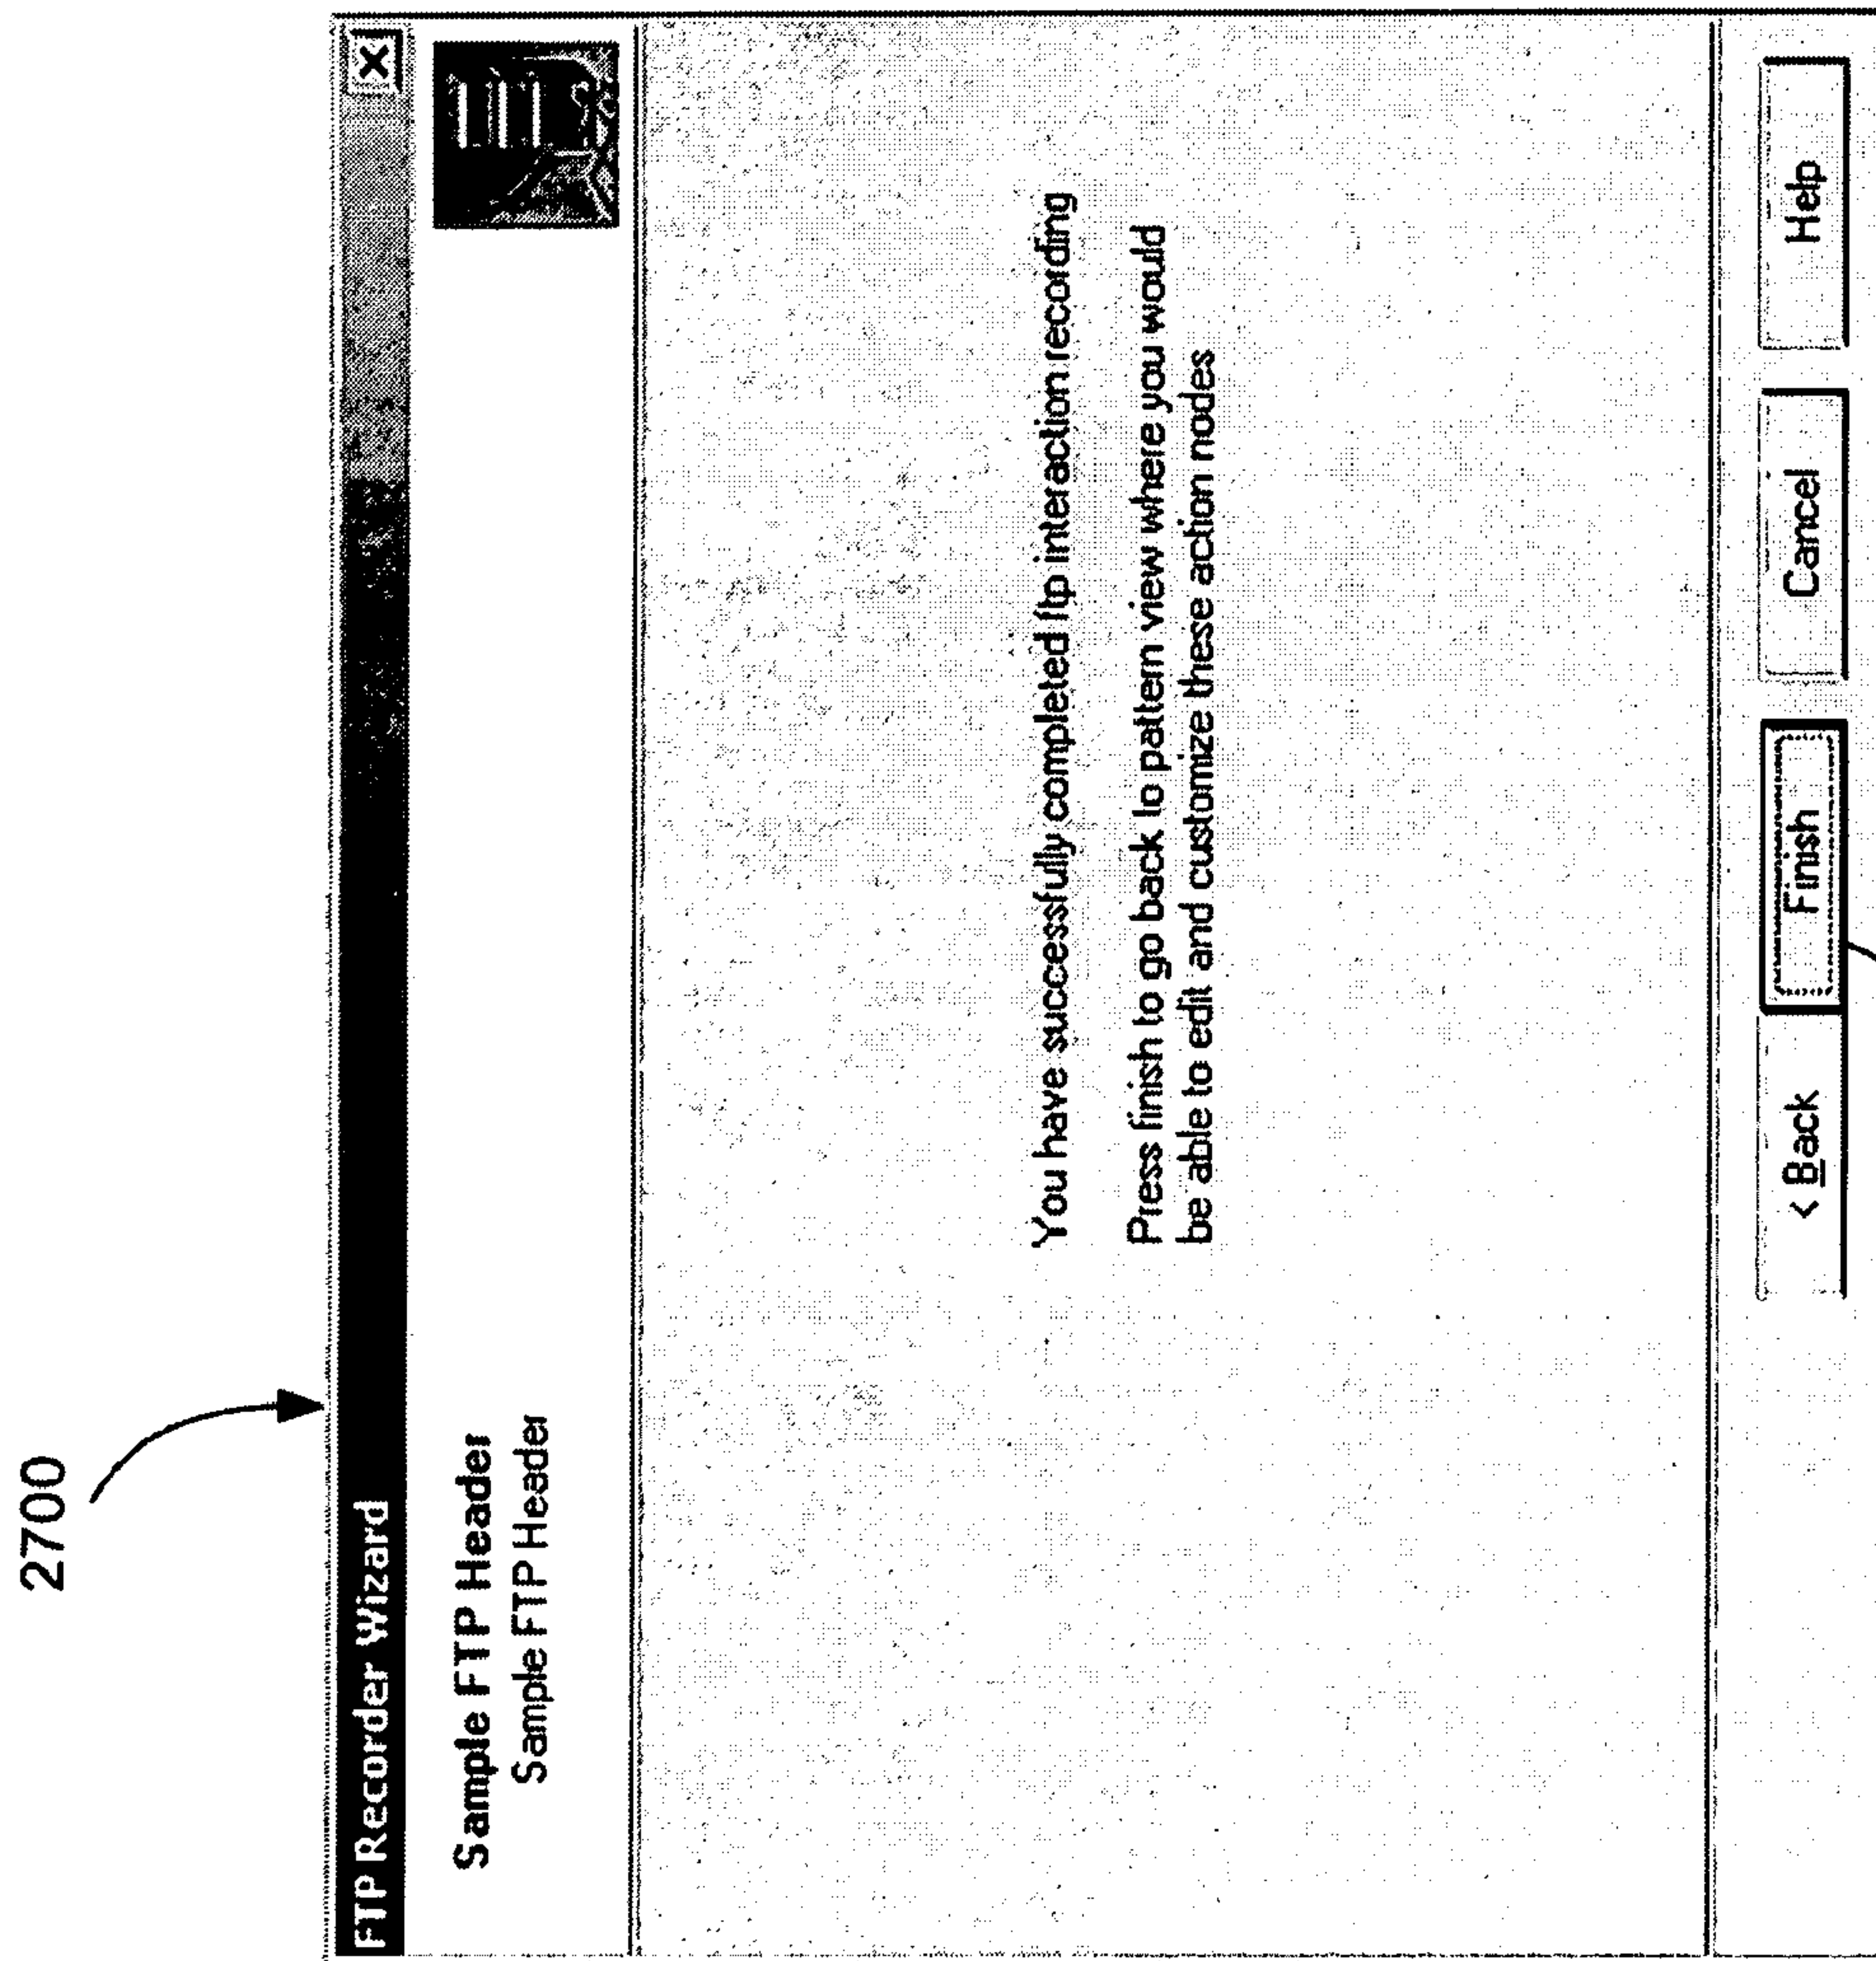 2700
FTP Recorder Wizard
Sample FTP Header
Sample FTP Header
You have successfully completed ftp interaction recording
Press finish to go back to pattern view where you would
be able to edit and customize these action nodes
< Back
Finish
Cancel
Help